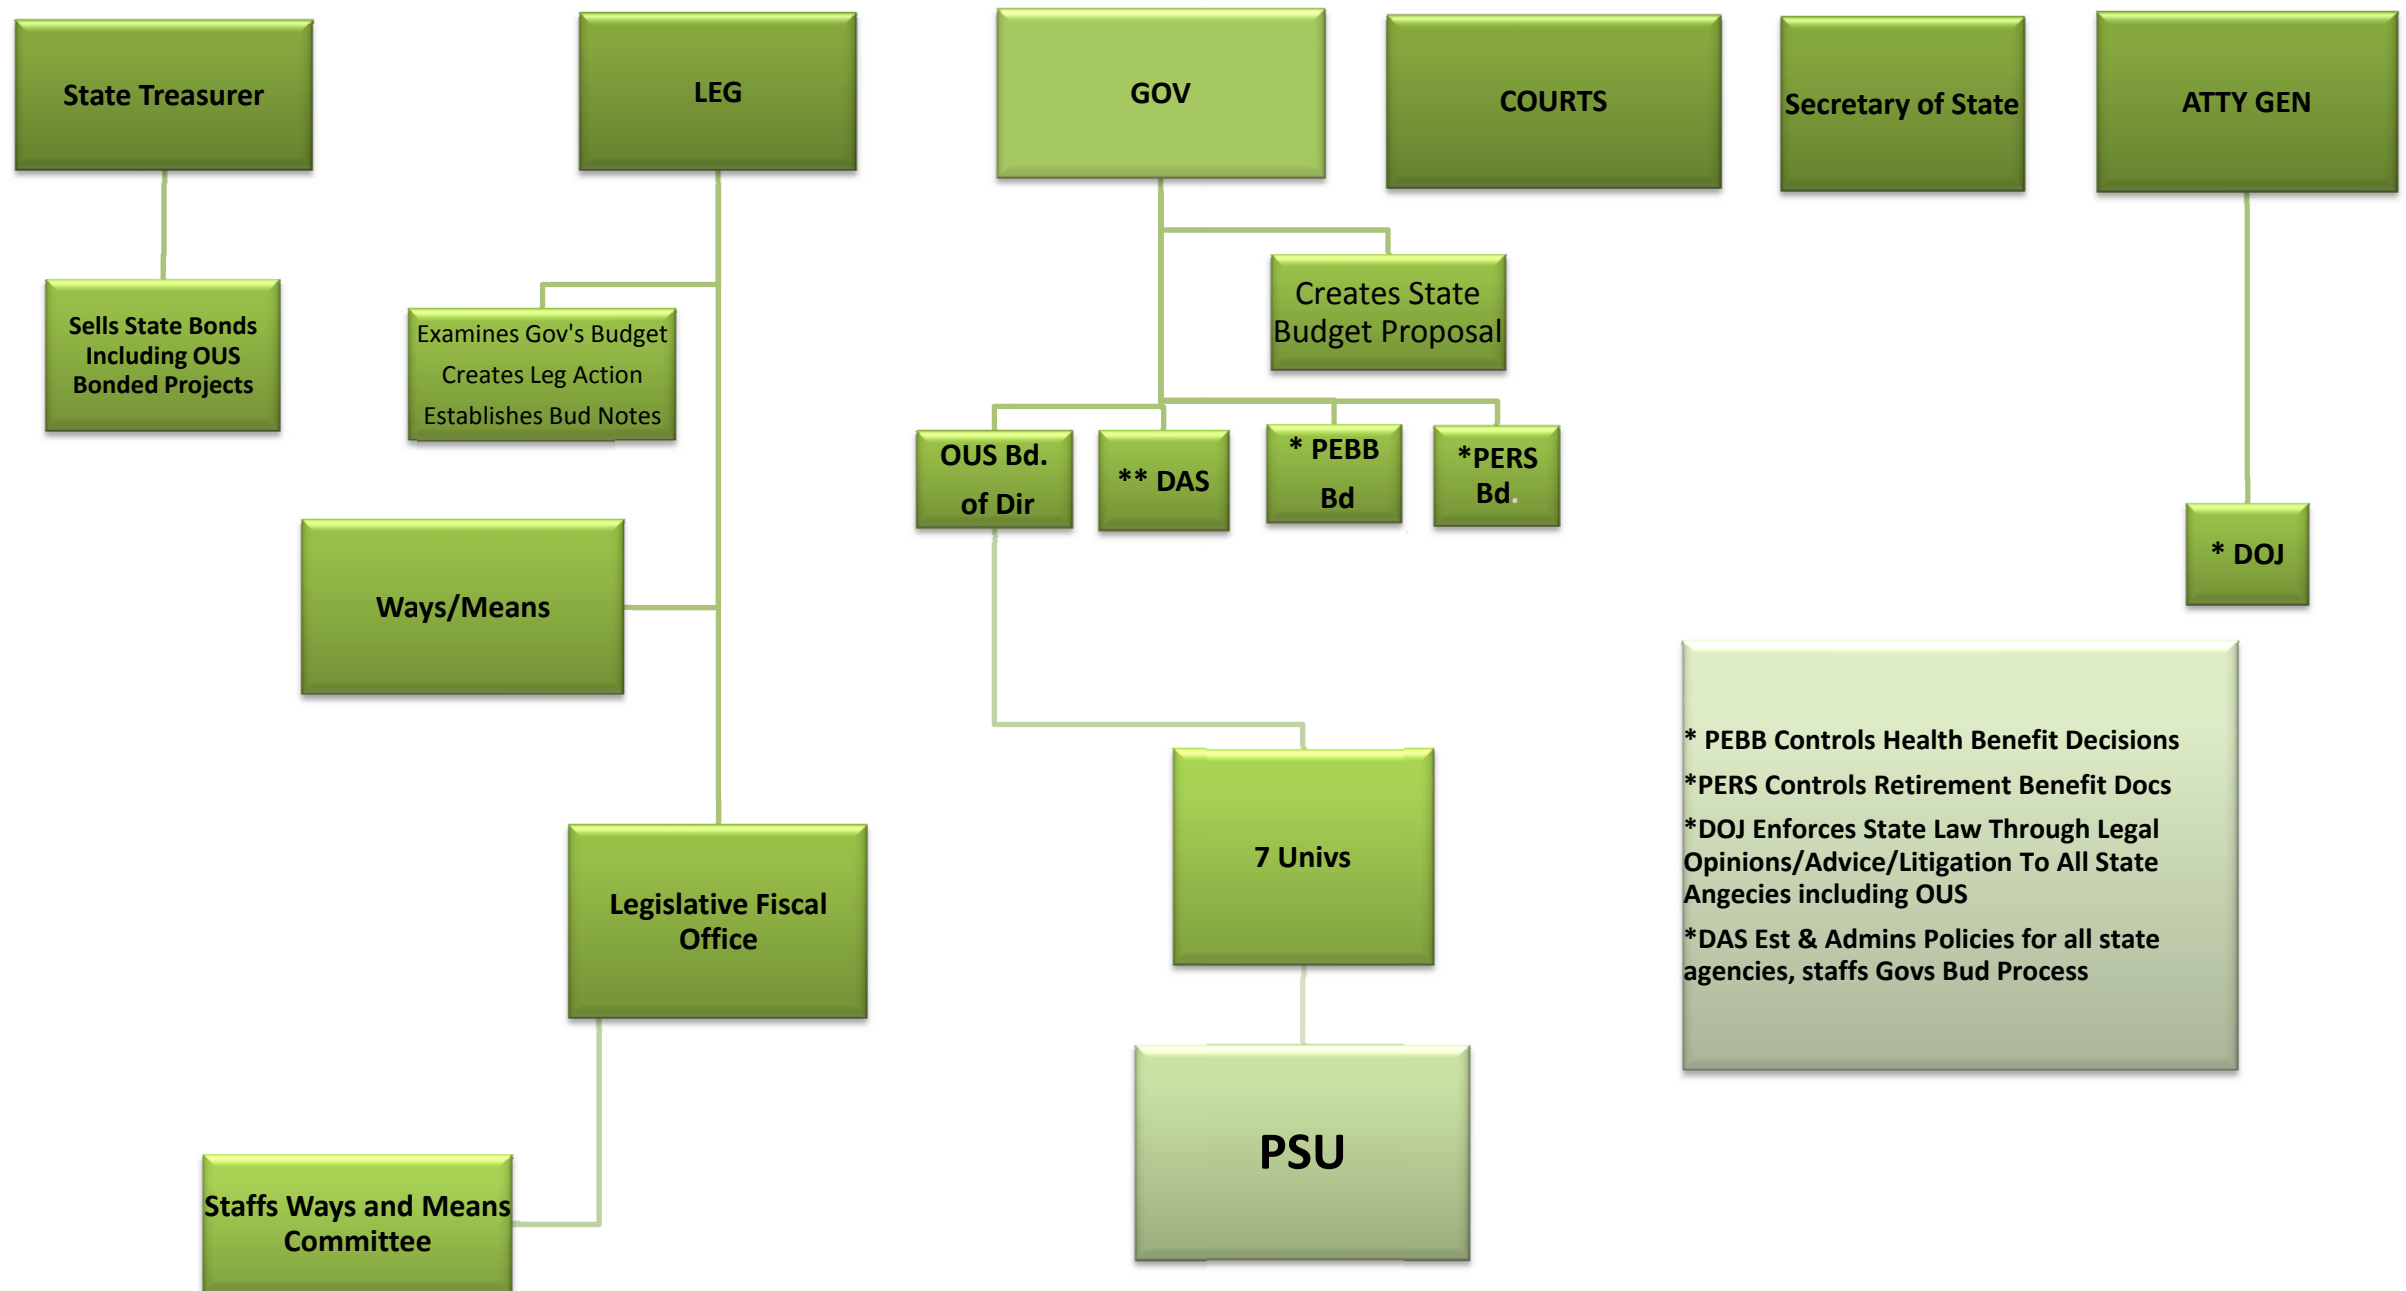 State Treasurer
LEG
GOV
COURTS
Secretary of State
ATTY GEN
Sells State Bonds
Including OUS
Bonded Projects
Examines Gov's Budget
Creates Leg Action
Establishes Bud Notes
Creates State
Budget Proposal
OUS Bd.
of Dir
** DAS
* PEBB
Bd
*PERS
Bd.
* DOJ
Ways/Means
Legislative Fiscal
Office
7 Univs
* PEBB Controls Health Benefit Decisions
*PERS Controls Retirement Benefit Docs
*DOJ Enforces State Law Through Legal
Opinions/Advice/Litigation To All State
Angecies including OUS
*DAS Est & Admins Policies for all state
agencies, staffs Govs Bud Process
Staffs Ways and Means
Committee
PSU